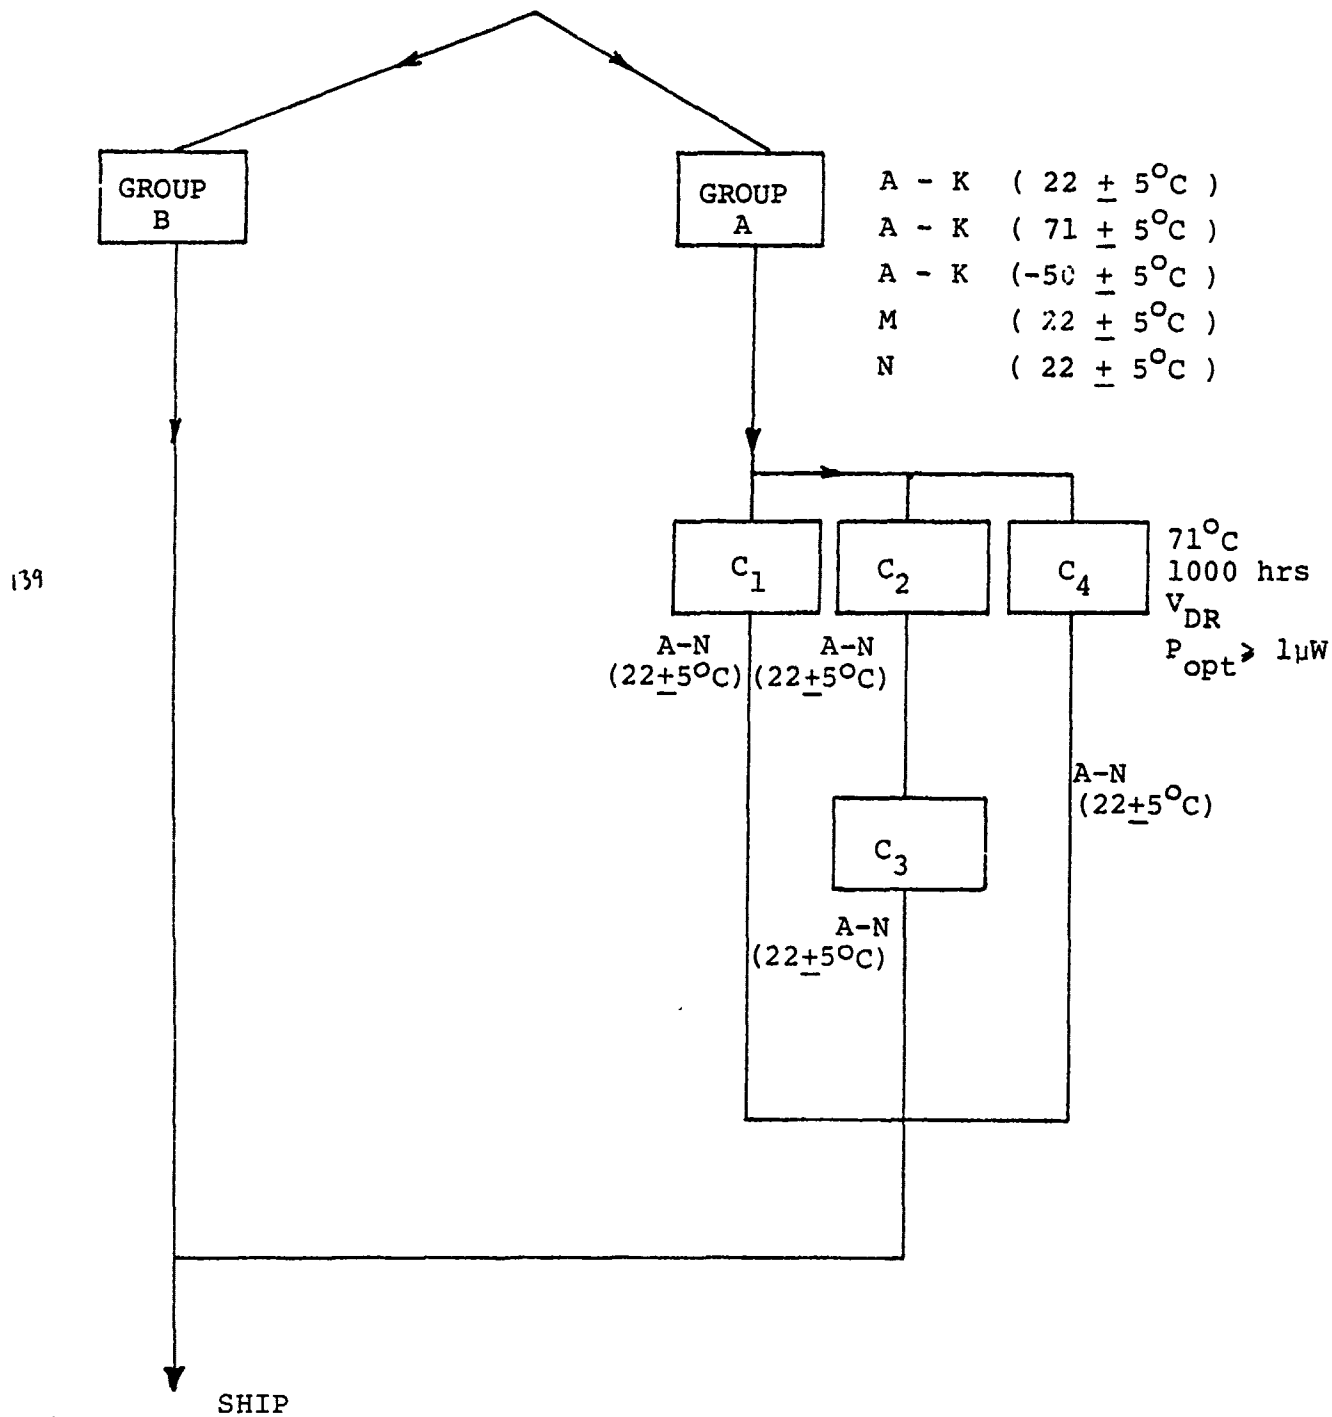 GROUP
B
GROUP
A
A - K ( 22 ± 5°C )
A - K ( 71 ± 5°C )
A - K (-50 ± 5°C )
M ( 22 ± 5°C )
N ( 22 ± 5°C )
139
C1
C2
C4
71°C
1000 hrs
VDR
Popt ⩾ 1µW
A-N
(22±5°C)
A-N
(22±5°C)
A-N
(22±5°C)
C3
A-N
(22±5°C)
SHIP